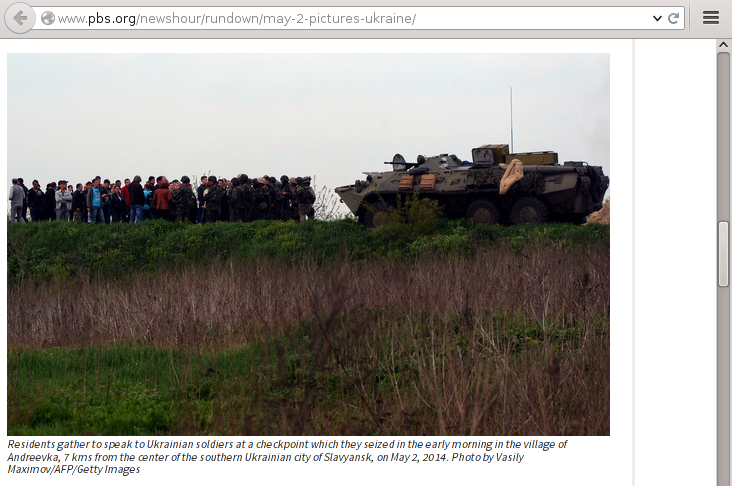 www.pbs.org/newshour/rundown/may-2-pictures-ukraine/
Residents gather to speak to Ukrainian soldiers at a checkpoint which they seized in the early morning in the village of
Andreevka, 7 kms from the center of the southern Ukrainian city of Slavyansk, on May 2, 2014. Photo by Vasily
Maximov/AFP/Getty Images